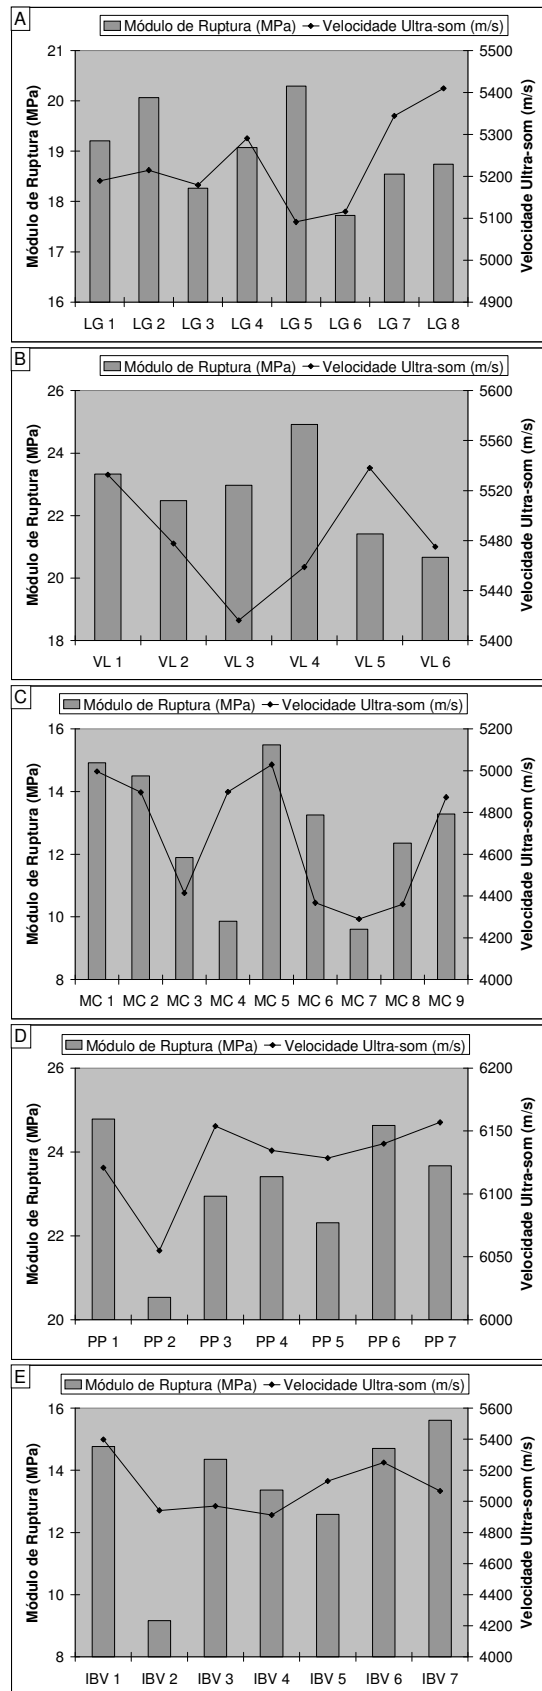 A
Módulo de Ruptura (MPa) Velocidade Ultra-som (m/s)
Módulo de Ruptura (MPa)
21
20
19
18
17
16
5500
5400
5300
5200
5100
5000
4900
Velocidade Ultra-som (m/s)
LG 1 LG 2 LG 3 LG 4 LG 5 LG 6 LG 7 LG 8
B
Módulo de Ruptura (MPa) Velocidade Ultra-som (m/s)
Módulo de Ruptura (MPa)
26
24
22
20
18
5600
5560
5520
5480
5440
5400
Velocidade Ultra-som (m/s)
VL 1 VL 2 VL 3 VL 4 VL 5 VL 6
C
Módulo de Ruptura (MPa) Velocidade Ultra-som (m/s)
Módulo de Ruptura (MPa)
16
14
12
10
8
5200
5000
4800
4600
4400
4200
4000
Velocidade Ultra-som (m/s)
MC 1 MC 2 MC 3 MC 4 MC 5 MC 6 MC 7 MC 8 MC 9
D
Módulo de Ruptura (MPa) Velocidade Ultra-som (m/s)
Módulo de Ruptura (MPa)
26
24
22
20
6200
6150
6100
6050
6000
Velocidade Ultra-som (m/s)
PP 1 PP 2 PP 3 PP 4 PP 5 PP 6 PP 7
E
Módulo de Ruptura (MPa) Velocidade Ultra-som (m/s)
Módulo de Ruptura (MPa)
16
14
12
10
8
5600
5400
5200
5000
4800
4600
4400
4200
4000
Velocidade Ultra-som (m/s)
IBV 1 IBV 2 IBV 3 IBV 4 IBV 5 IBV 6 IBV 7